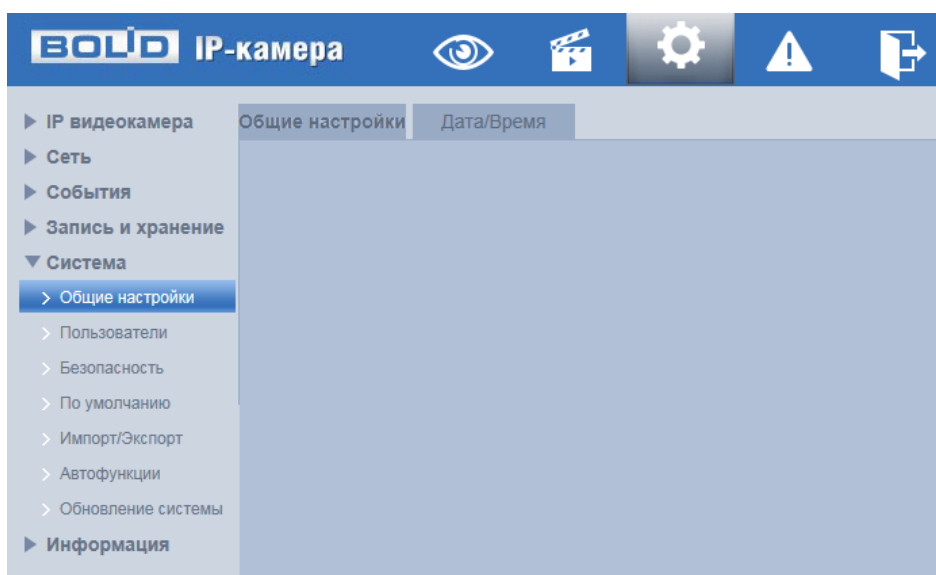 BOLID IP-камера
IP видеокамера
Сеть
События
Запись и хранение
Система
Общие настройки
Пользователи
Безопасность
По умолчанию
Импорт/Экспорт
Автофункции
Обновление системы
Информация
Общие настройки Дата/Время